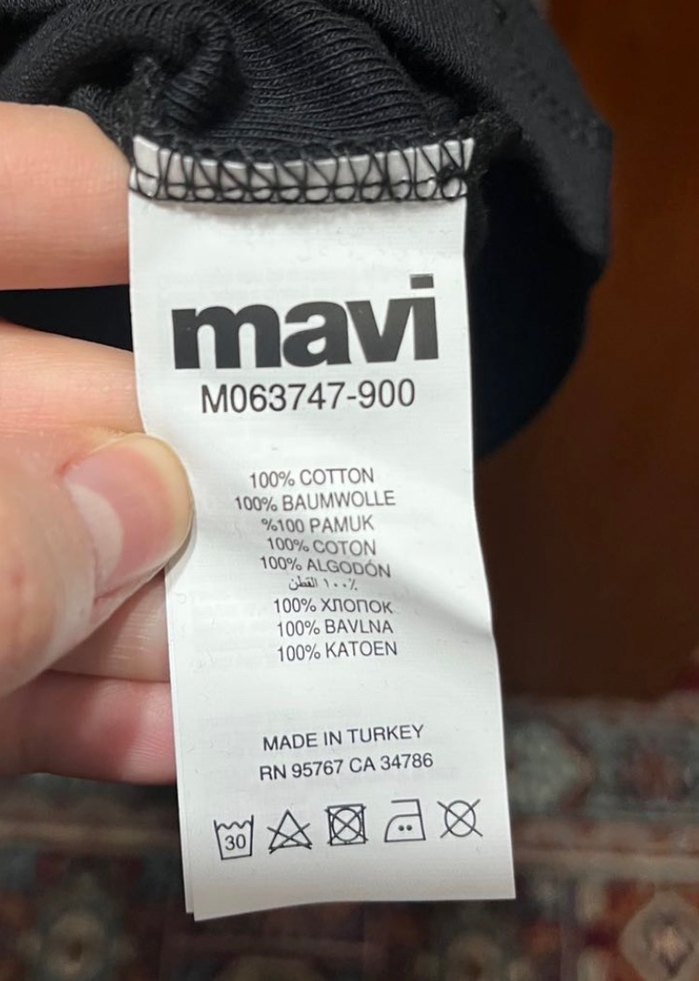 mavi
M063747-900
100% COTTON
100% BAUMWOLLE
%100 PAMUK
100% COTON
100% ALGODÓN
٪١٠٠ القطن
100% ХЛОПОК
100% BAVLNA
100% KATOEN
MADE IN TURKEY
RN 95767 CA 34786
30